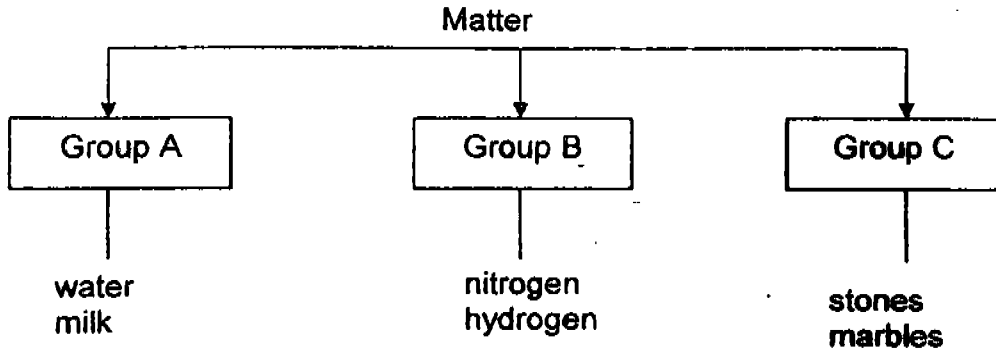 Matter
Group A
Group B
Group C
water
milk
nitrogen
hydrogen
stones
marbles